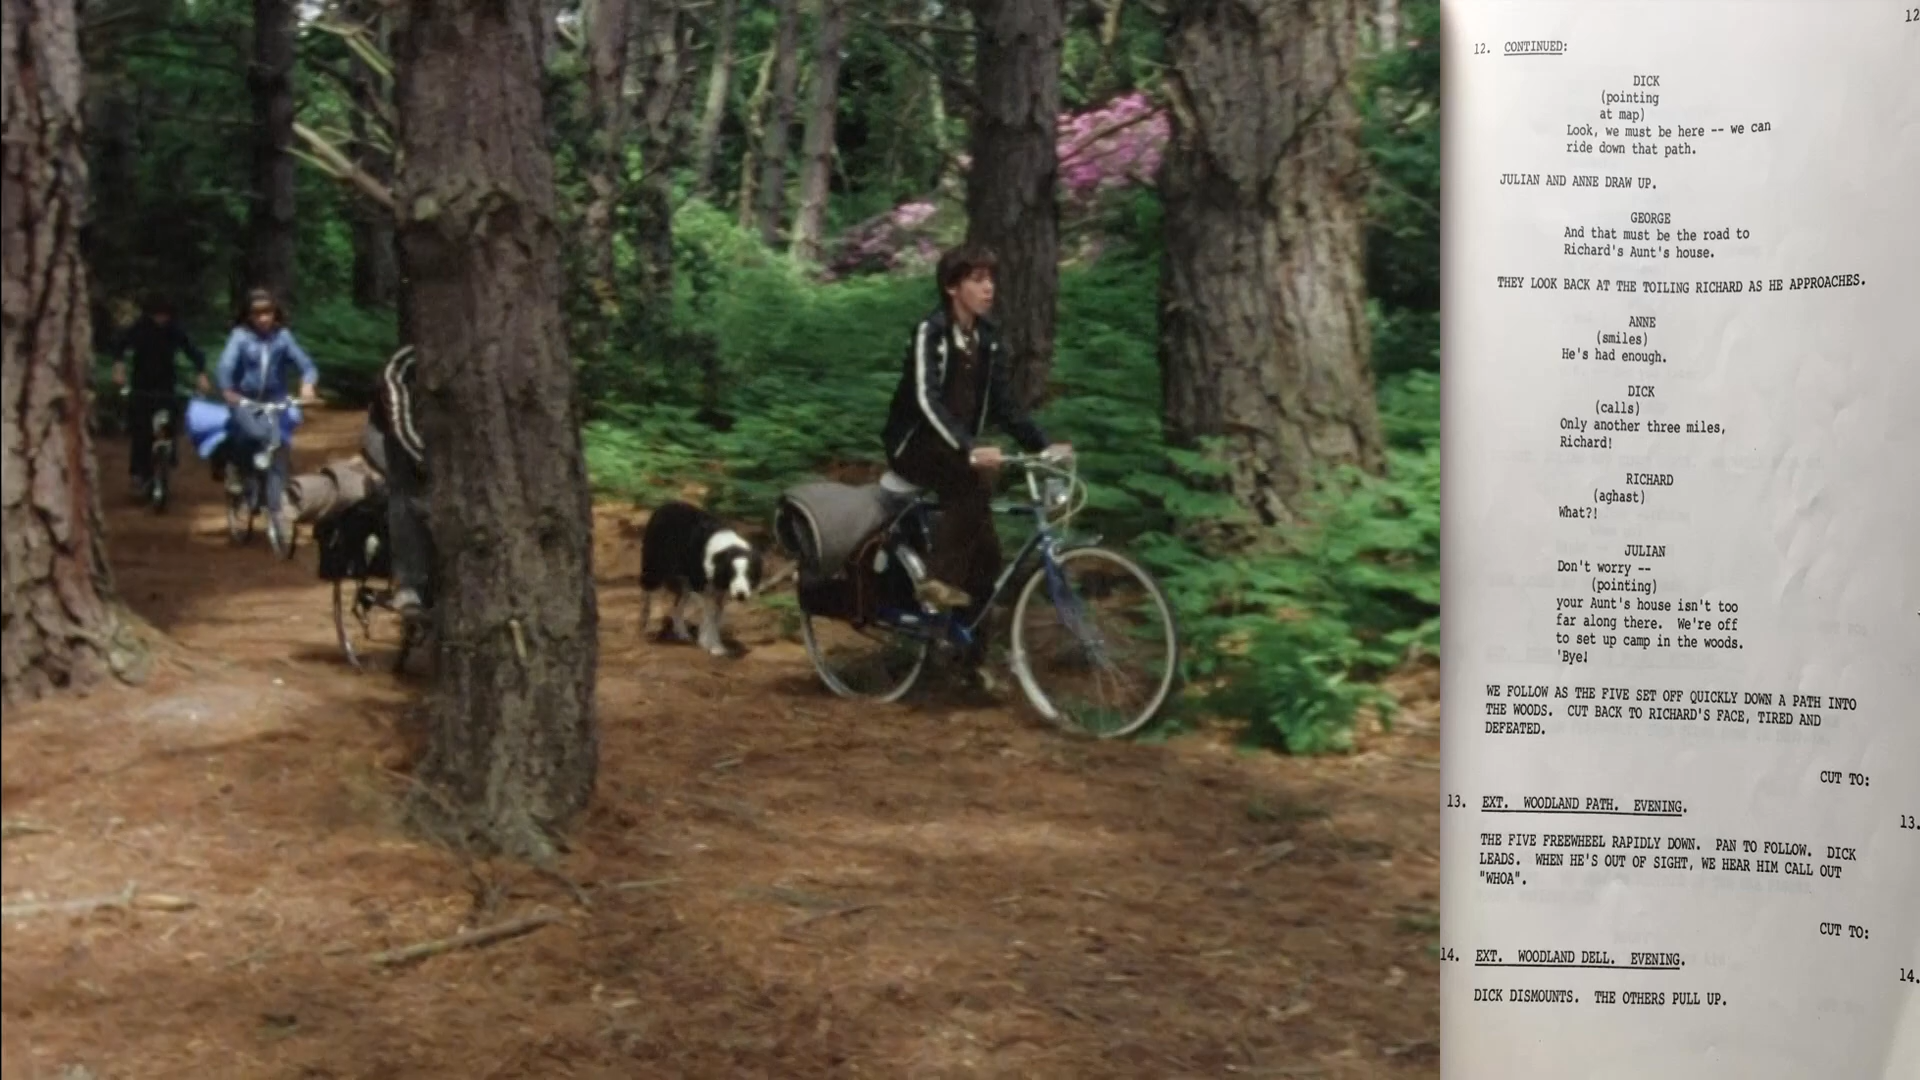 12
12. CONTINUED:
DICK
(pointing
at map)
Look, we must be here -- we can
ride down that path.
JULIAN AND ANNE DRAW UP.
GEORGE
And that must be the road to
Richard's Aunt's house.
THEY LOOK BACK AT THE TOILING RICHARD AS HE APPROACHES.
ANNE
(smiles)
He's had enough.
DICK
(calls)
Only another three miles,
Richard!
RICHARD
(aghast)
What?!
JULIAN
Don't worry --
(pointing)
your Aunt's house isn't too
far along there. We're off
to set up camp in the woods.
'Bye!
WE FOLLOW AS THE FIVE SET OFF QUICKLY DOWN A PATH INTO
THE WOODS. CUT BACK TO RICHARD'S FACE, TIRED AND
DEFEATED.
CUT TO:
13. EXT. WOODLAND PATH. EVENING. 13.
THE FIVE FREEWHEEL RAPIDLY DOWN. PAN TO FOLLOW. DICK
LEADS. WHEN HE'S OUT OF SIGHT, WE HEAR HIM CALL OUT
"WHOA".
CUT TO:
14. EXT. WOODLAND DELL. EVENING. 14.
DICK DISMOUNTS. THE OTHERS PULL UP.